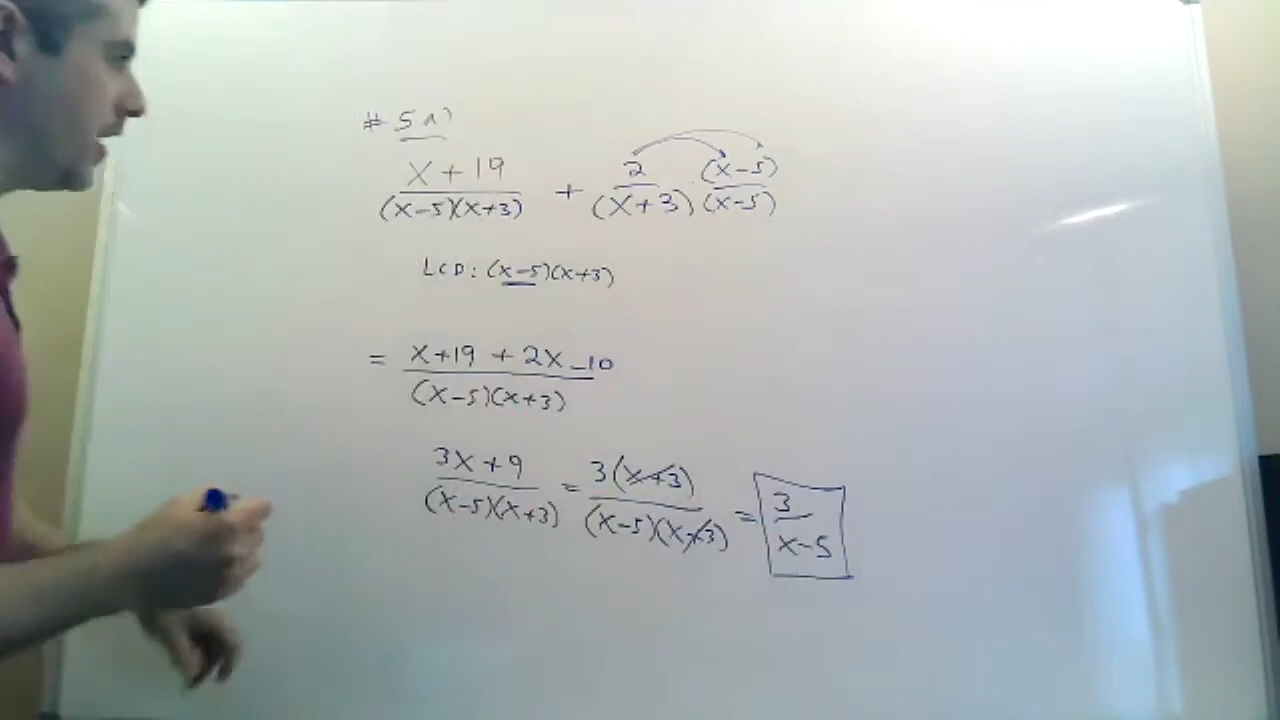 # 5 a)
x + 19 / (x-5)(x+3) + 2 / (x+3) (x-5) / (x-5)
LCD: (x-5)(x+3)
= x+19 + 2x-10 / (x-5)(x+3)
3x+9 / (x-5)(x+3) = 3(x+3) / (x-5)(x+3) = 3 / x-5